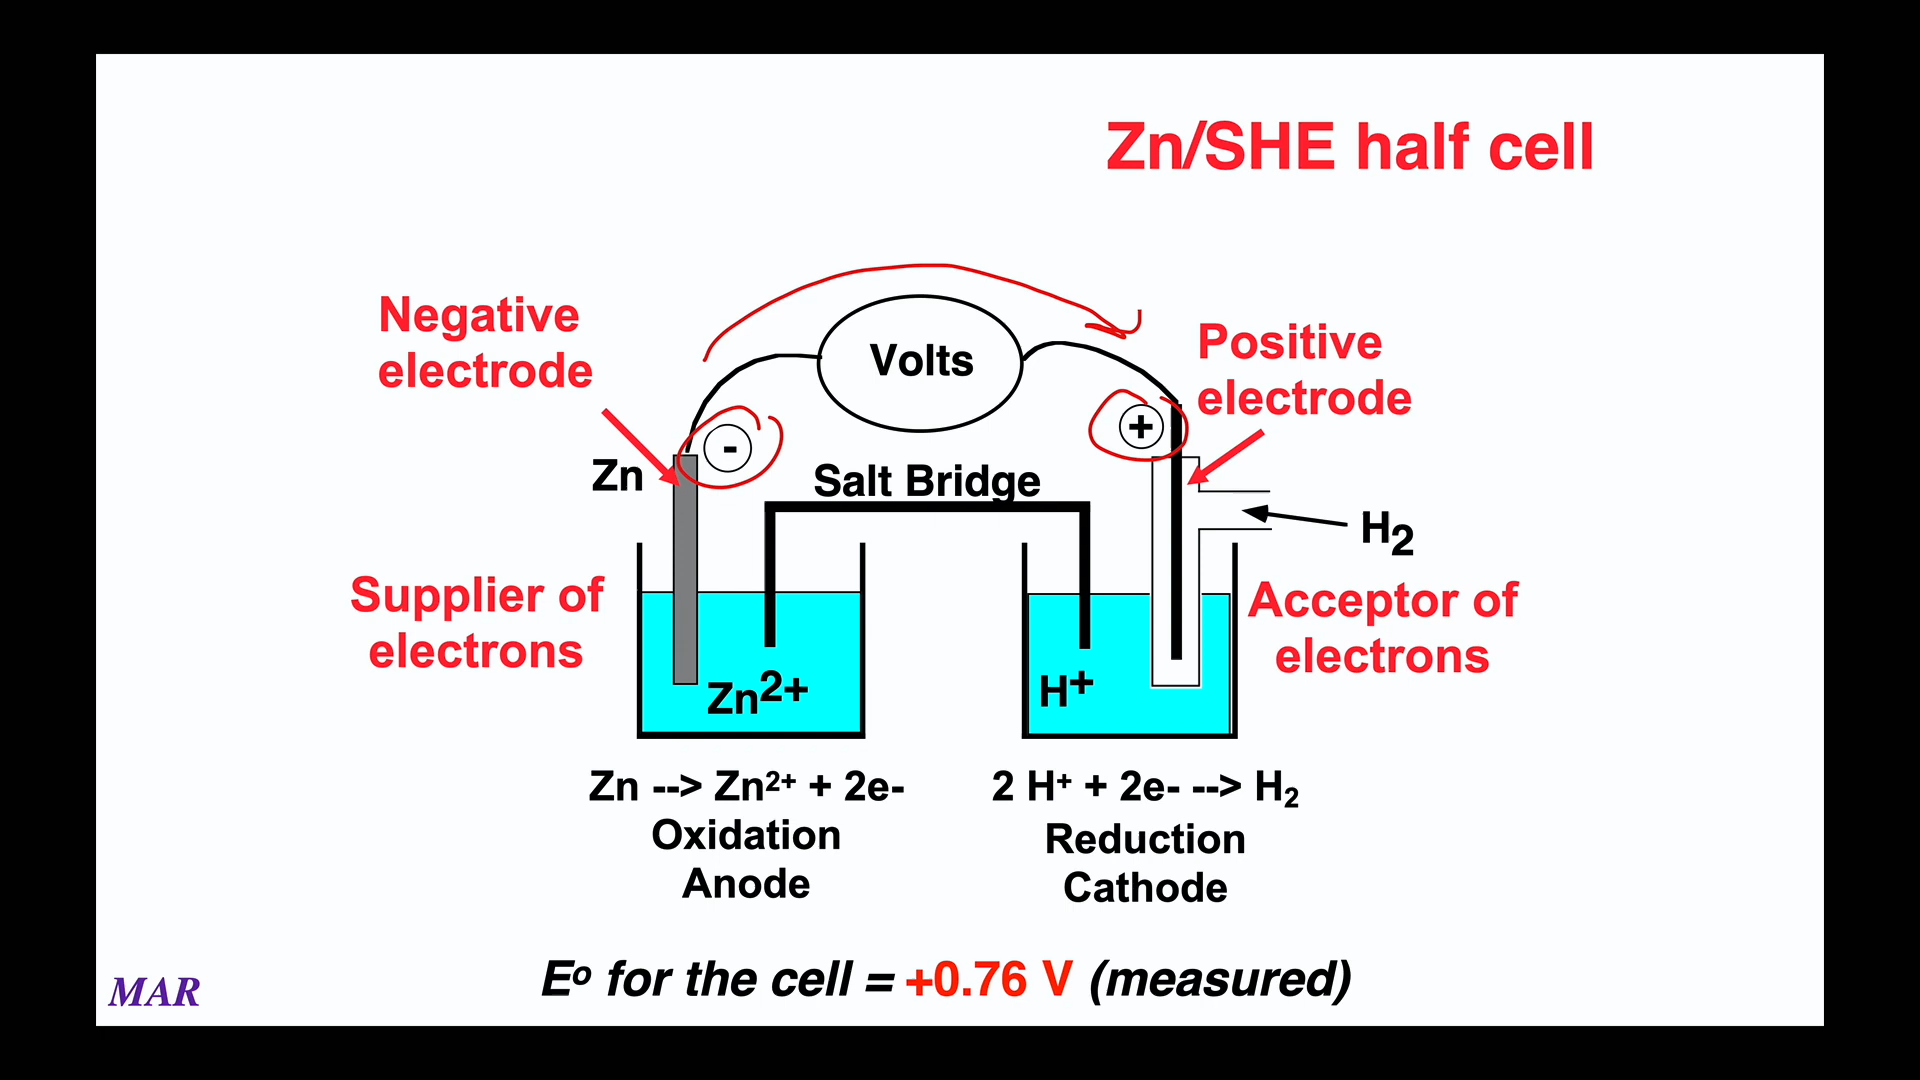 Zn/SHE half cell
Negative
electrode
Volts
Positive
electrode
-
+
Zn
Salt Bridge
H₂
Supplier of
electrons
Acceptor of
electrons
Zn²⁺
H⁺
Zn --> Zn²⁺ + 2e-
Oxidation
Anode
2 H⁺ + 2e- --> H₂
Reduction
Cathode
Eº for the cell = +0.76 V (measured)
MAR